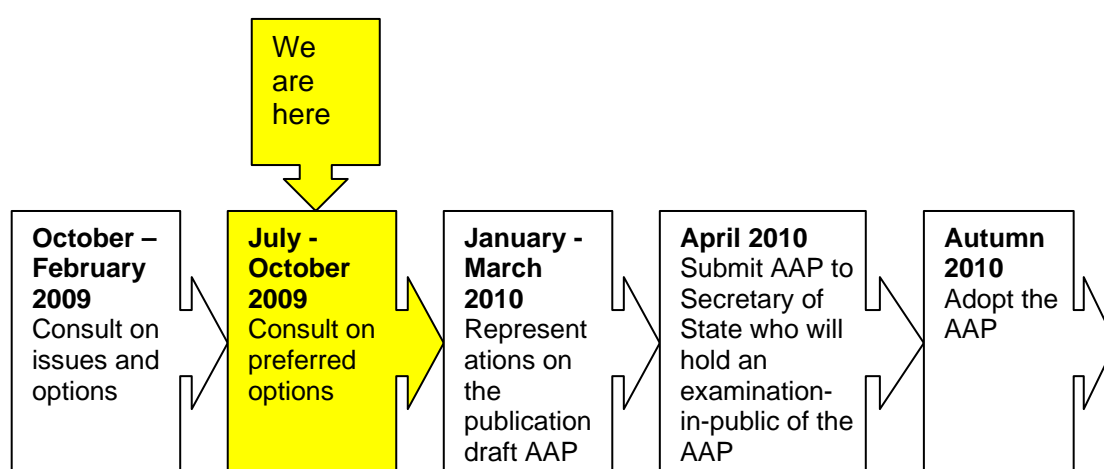 We
are
here
October –
February
2009
Consult on
issues and
options
July -
October
2009
Consult on
preferred
options
January -
March
2010
Represent
ations on
the
publication
draft AAP
April 2010
Submit AAP to
Secretary of
State who will
hold an
examination-
in-public of the
AAP
Autumn
2010
Adopt the
AAP